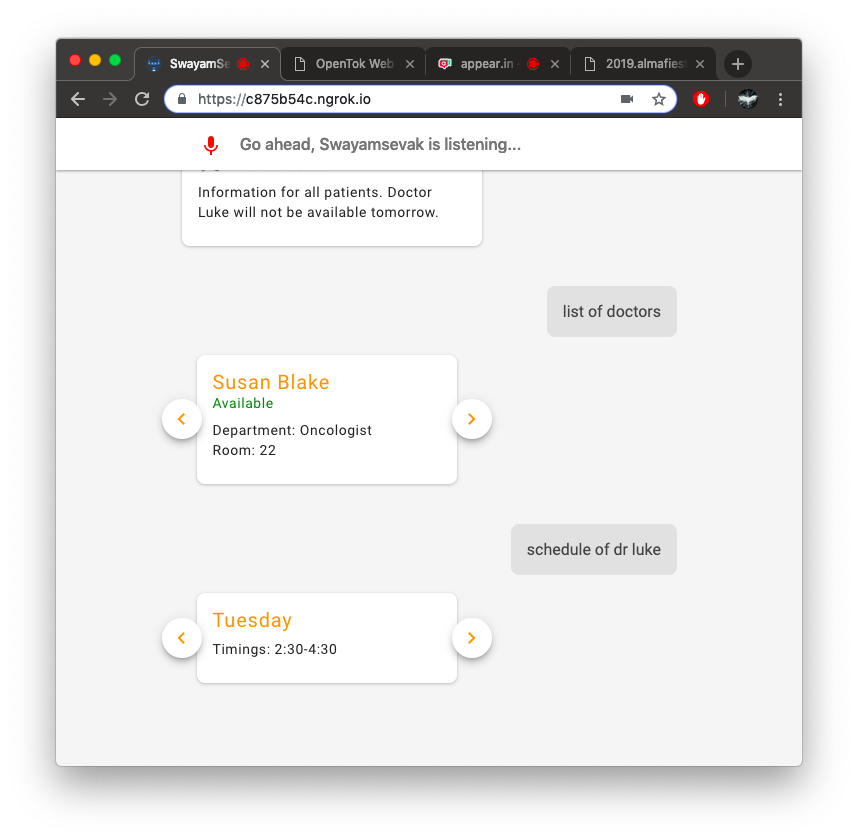 SwayamSe
OpenTok Web
appear.in
2019.almafies
https://c875b54c.ngrok.io
Go ahead, Swayamsevak is listening...
Information for all patients. Doctor
Luke will not be available tomorrow.
list of doctors
Susan Blake
Available
Department: Oncologist
Room: 22
schedule of dr luke
Tuesday
Timings: 2:30-4:30